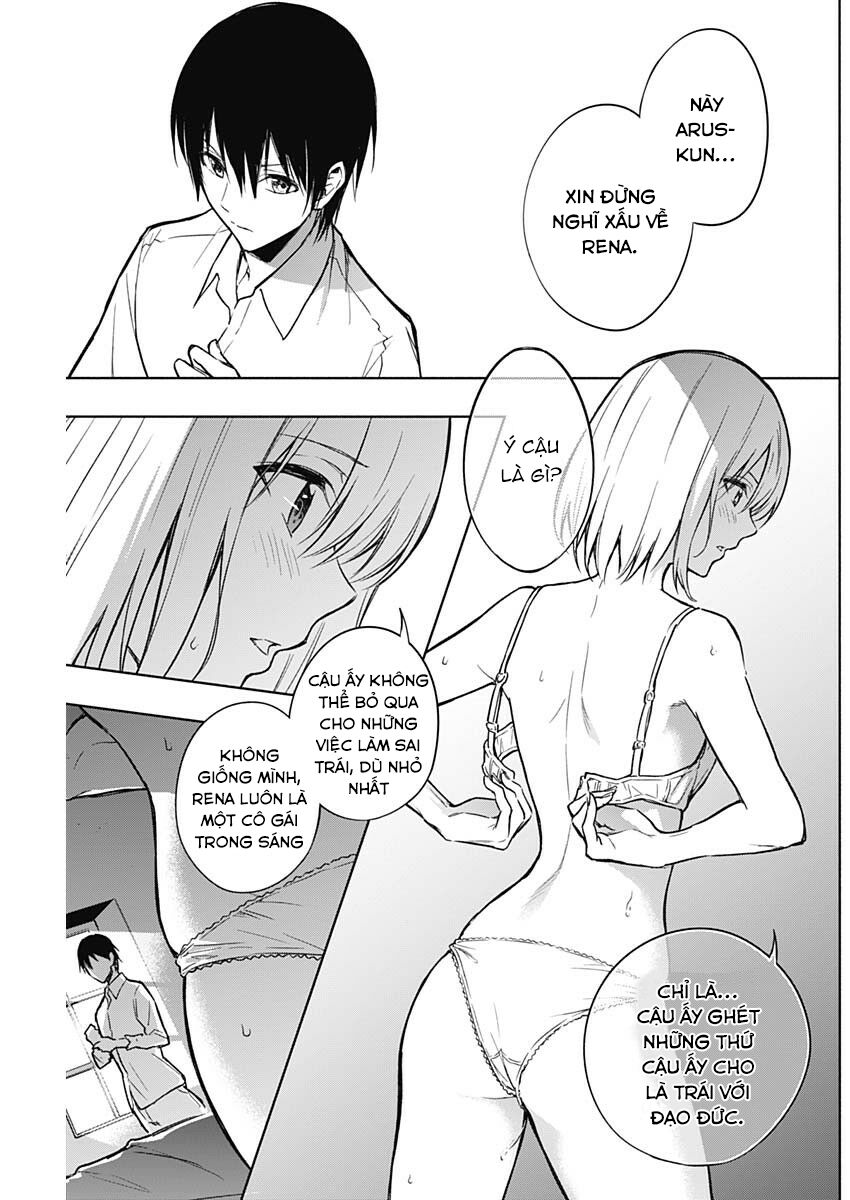 NÀY
ARUS-
KUN...
XIN ĐỪNG
NGHĨ XẤU VỀ
RENA.
Ý CẬU
LÀ GÌ?
CHỈ LÀ...
CẬU ẤY GHÉT
NHỮNG THỨ
CẬU ẤY CHO
LÀ TRÁI VỚI
ĐẠO ĐỨC.
CẬU ẤY KHÔNG
THỂ BỎ QUA
CHO NHỮNG
VIỆC LÀM SAI
TRÁI, DÙ NHỎ
NHẤT
KHÔNG
GIỐNG MÌNH,
RENA LUÔN LÀ
MỘT CÔ GÁI
TRONG SÁNG